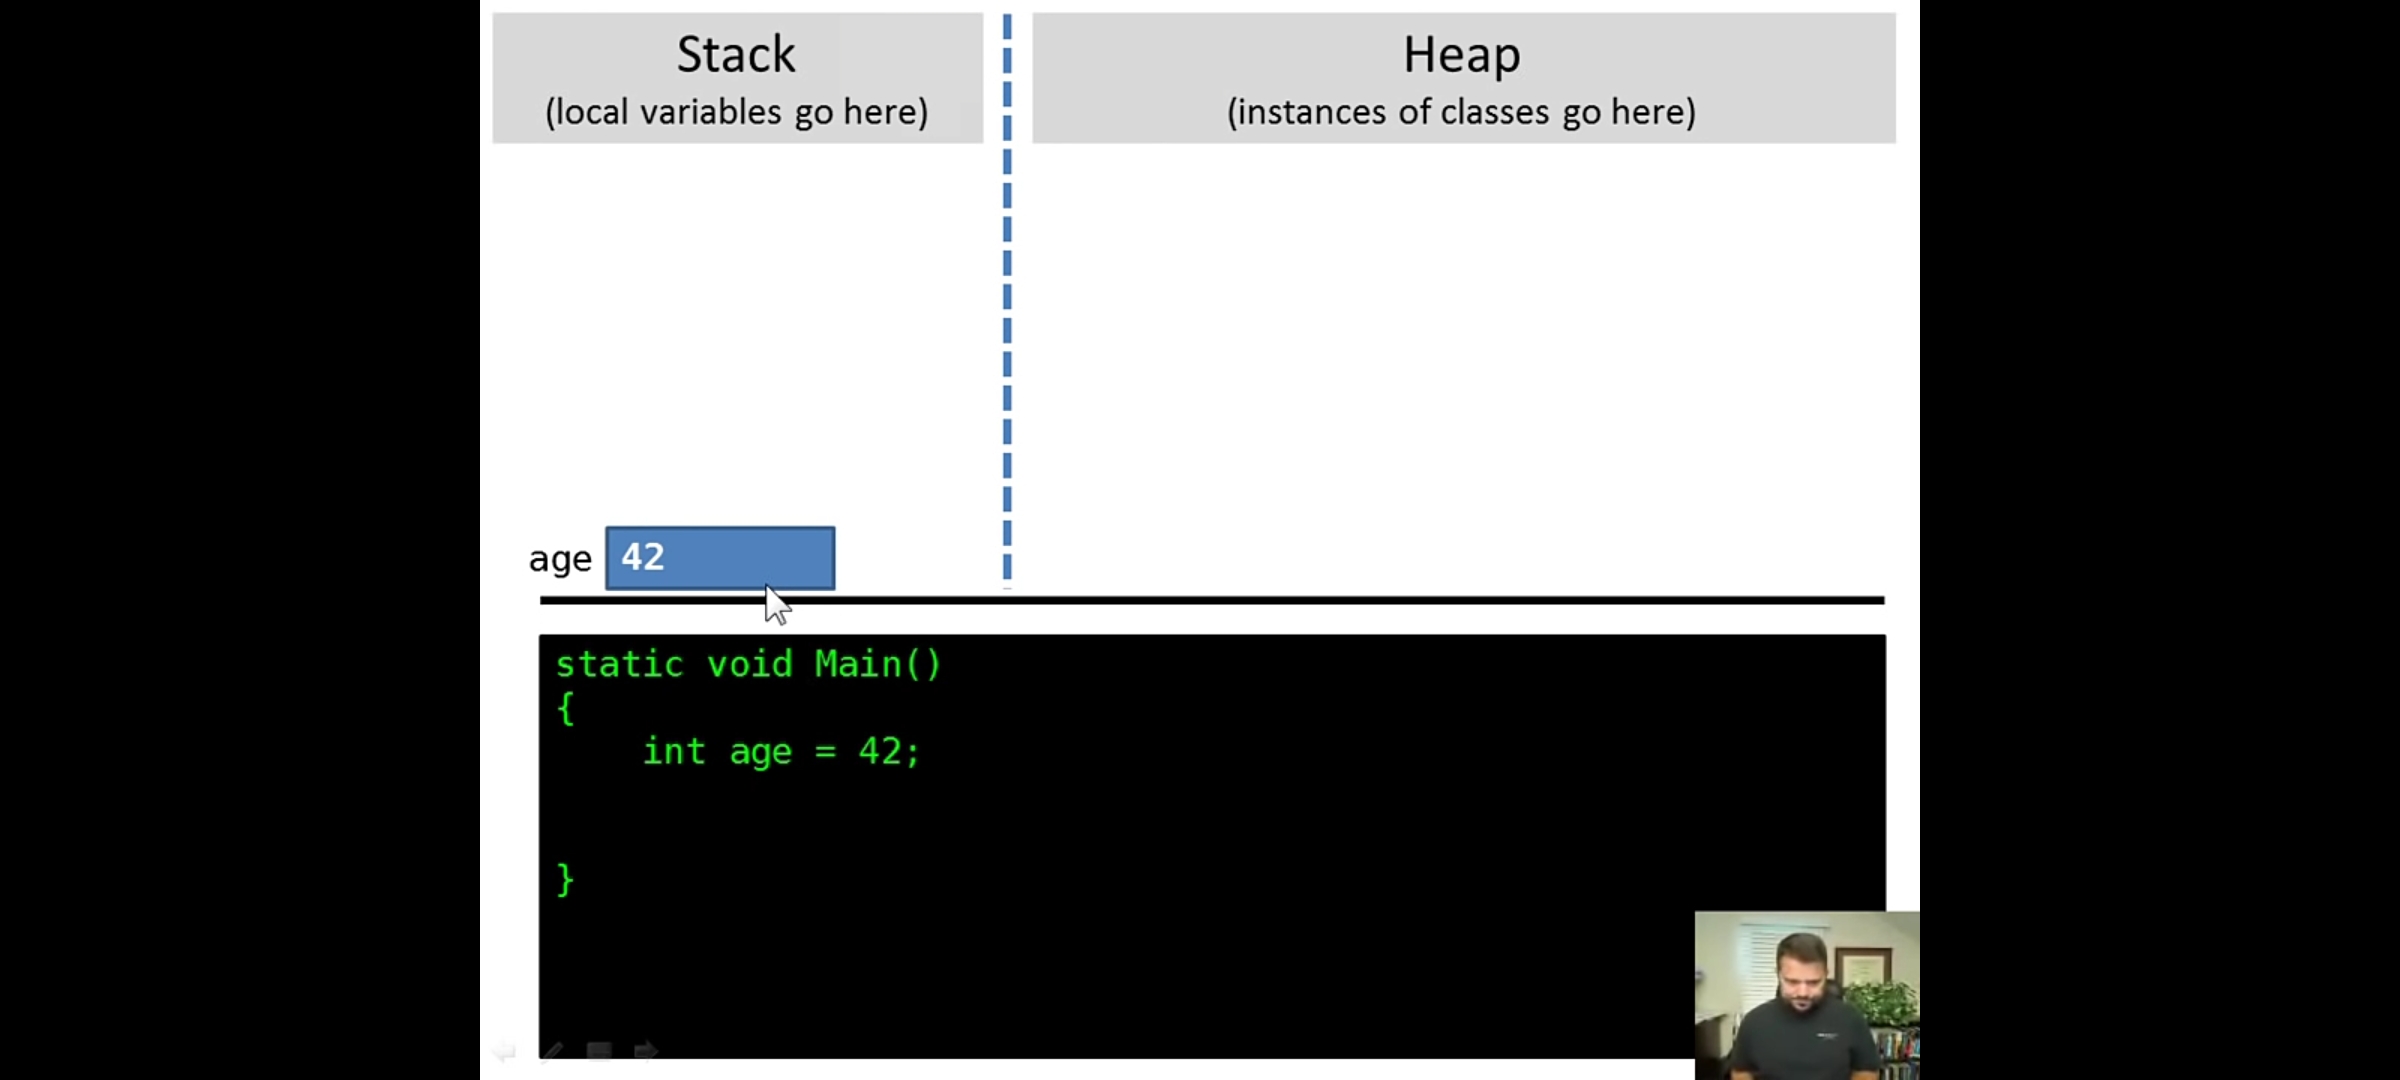 Stack
(local variables go here)
Heap
(instances of classes go here)
age 42
static void Main()
{
    int age = 42;
}